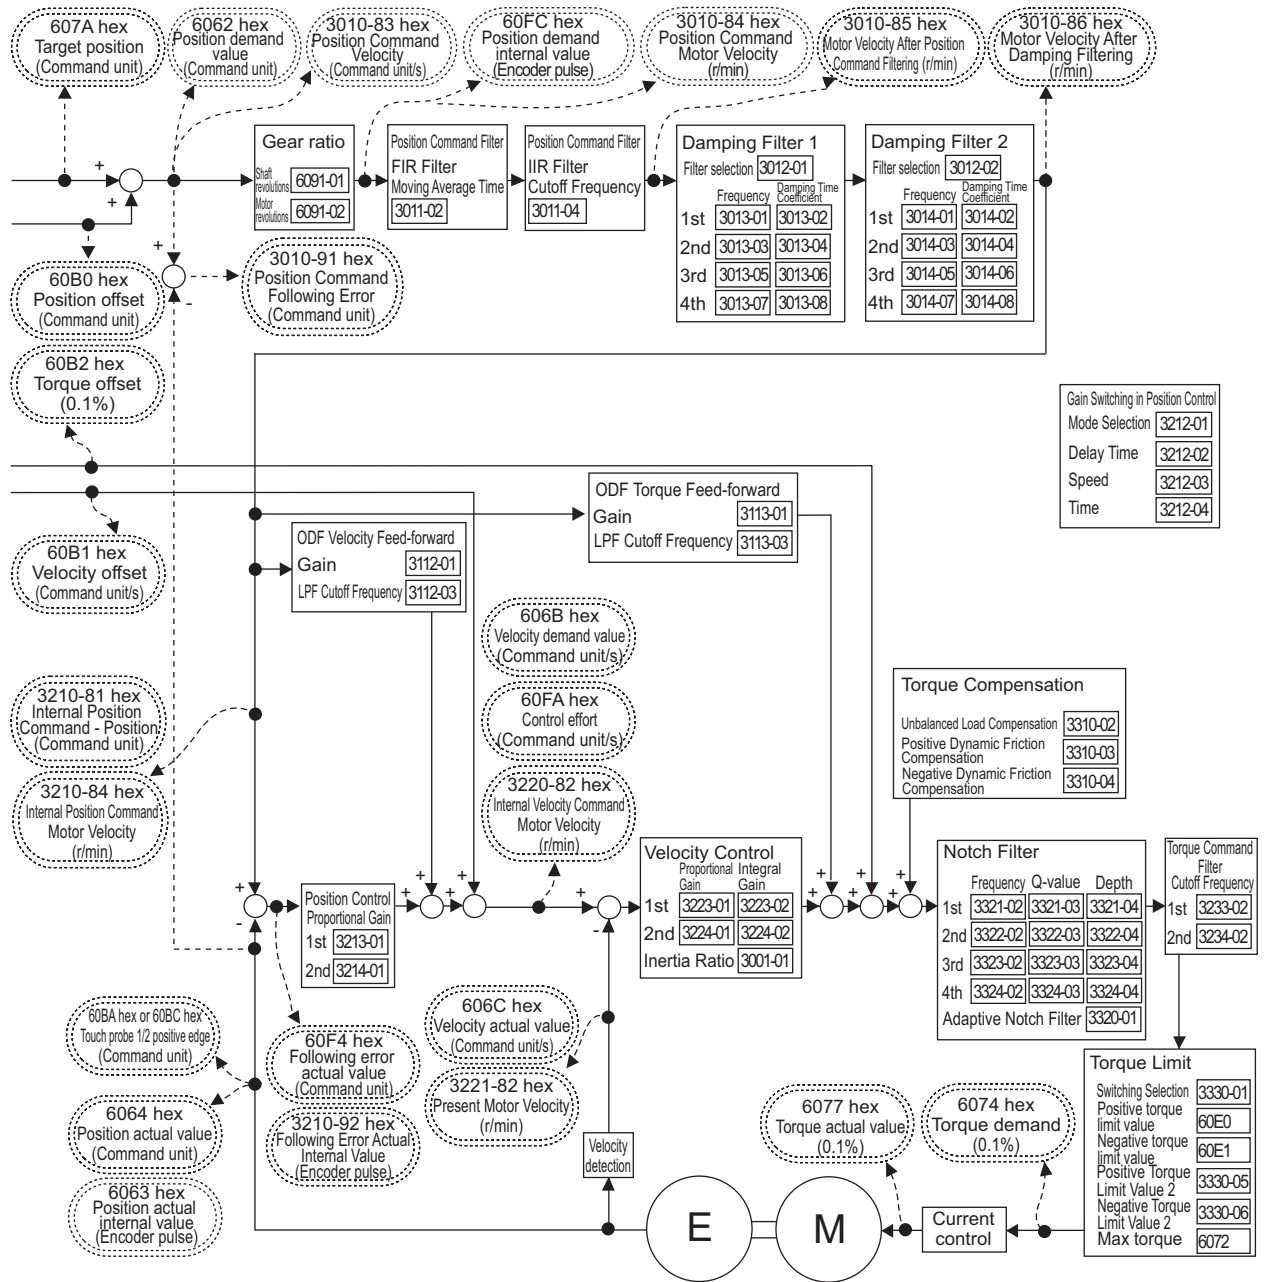 607A hex
Target position
(Command unit)
6062 hex
Position demand
value
(Command unit)
3010-83 hex
Position Command
Velocity
(Command unit/s)
60FC hex
Position demand
internal value
(Encoder pulse)
3010-84 hex
Position Command
Motor Velocity
(r/min)
3010-85 hex
Motor Velocity After Position
Command Filtering (r/min)
3010-86 hex
Motor Velocity After
Damping Filtering
(r/min)
+
+
Gear ratio
Shaft
revolutions
6091-01
Motor
revolutions
6091-02
Position Command Filter
FIR Filter
Moving Average Time
3011-02
Position Command Filter
IIR Filter
Cutoff Frequency
3011-04
Damping Filter 1
Filter selection 3012-01
Frequency Damping Time
Coefficient
1st 3013-01 3013-02
2nd 3013-03 3013-04
3rd 3013-05 3013-06
4th 3013-07 3013-08
Damping Filter 2
Filter selection 3012-02
Frequency Damping Time
Coefficient
1st 3014-01 3014-02
2nd 3014-03 3014-04
3rd 3014-05 3014-06
4th 3014-07 3014-08
+
-
60B0 hex
Position offset
(Command unit)
3010-91 hex
Position Command
Following Error
(Command unit)
60B2 hex
Torque offset
(0.1%)
Gain Switching in Position Control
Mode Selection 3212-01
Delay Time 3212-02
Speed 3212-03
Time 3212-04
ODF Torque Feed-forward
Gain 3113-01
LPF Cutoff Frequency 3113-03
60B1 hex
Velocity offset
(Command unit/s)
ODF Velocity Feed-forward
Gain 3112-01
LPF Cutoff Frequency 3112-03
606B hex
Velocity demand value
(Command unit/s)
60FA hex
Control effort
(Command unit/s)
3220-82 hex
Internal Velocity Command
Motor Velocity
(r/min)
3210-81 hex
Internal Position
Command - Position
(Command unit)
3210-84 hex
Internal Position Command
Motor Velocity
(r/min)
Torque Compensation
Unbalanced Load Compensation 3310-02
Positive Dynamic Friction
Compensation
3310-03
Negative Dynamic Friction
Compensation
3310-04
+
-
Position Control
Proportional Gain
1st 3213-01
2nd 3214-01
+
+
+
+
+
-
Velocity Control
Proportional Integral
Gain Gain
1st 3223-01 3223-02
2nd 3224-01 3224-02
Inertia Ratio 3001-01
+
+
+
+
+
+
Notch Filter
Frequency Q-value Depth
1st 3321-02 3321-03 3321-04
2nd 3322-02 3322-03 3322-04
3rd 3323-02 3323-03 3323-04
4th 3324-02 3324-03 3324-04
Adaptive Notch Filter 3320-01
Torque Command
Filter
Cutoff Frequency
1st 3233-02
2nd 3234-02
60BA hex or 60BC hex
Touch probe 1/2 positive edge
(Command unit)
6064 hex
Position actual value
(Command unit)
6063 hex
Position actual
internal value
(Encoder pulse)
60F4 hex
Following error
actual value
(Command unit)
3210-92 hex
Following Error Actual
Internal Value
(Encoder pulse)
606C hex
Velocity actual value
(Command unit/s)
3221-82 hex
Present Motor Velocity
(r/min)
Velocity
detection
6077 hex
Torque actual value
(0.1%)
6074 hex
Torque demand
(0.1%)
Torque Limit
Switching Selection 3330-01
Positive torque
limit value
60E0
Negative torque
limit value
60E1
Positive Torque
Limit Value 2
3330-05
Negative Torque
Limit Value 2
3330-06
Max torque 6072
E
M
Current
control